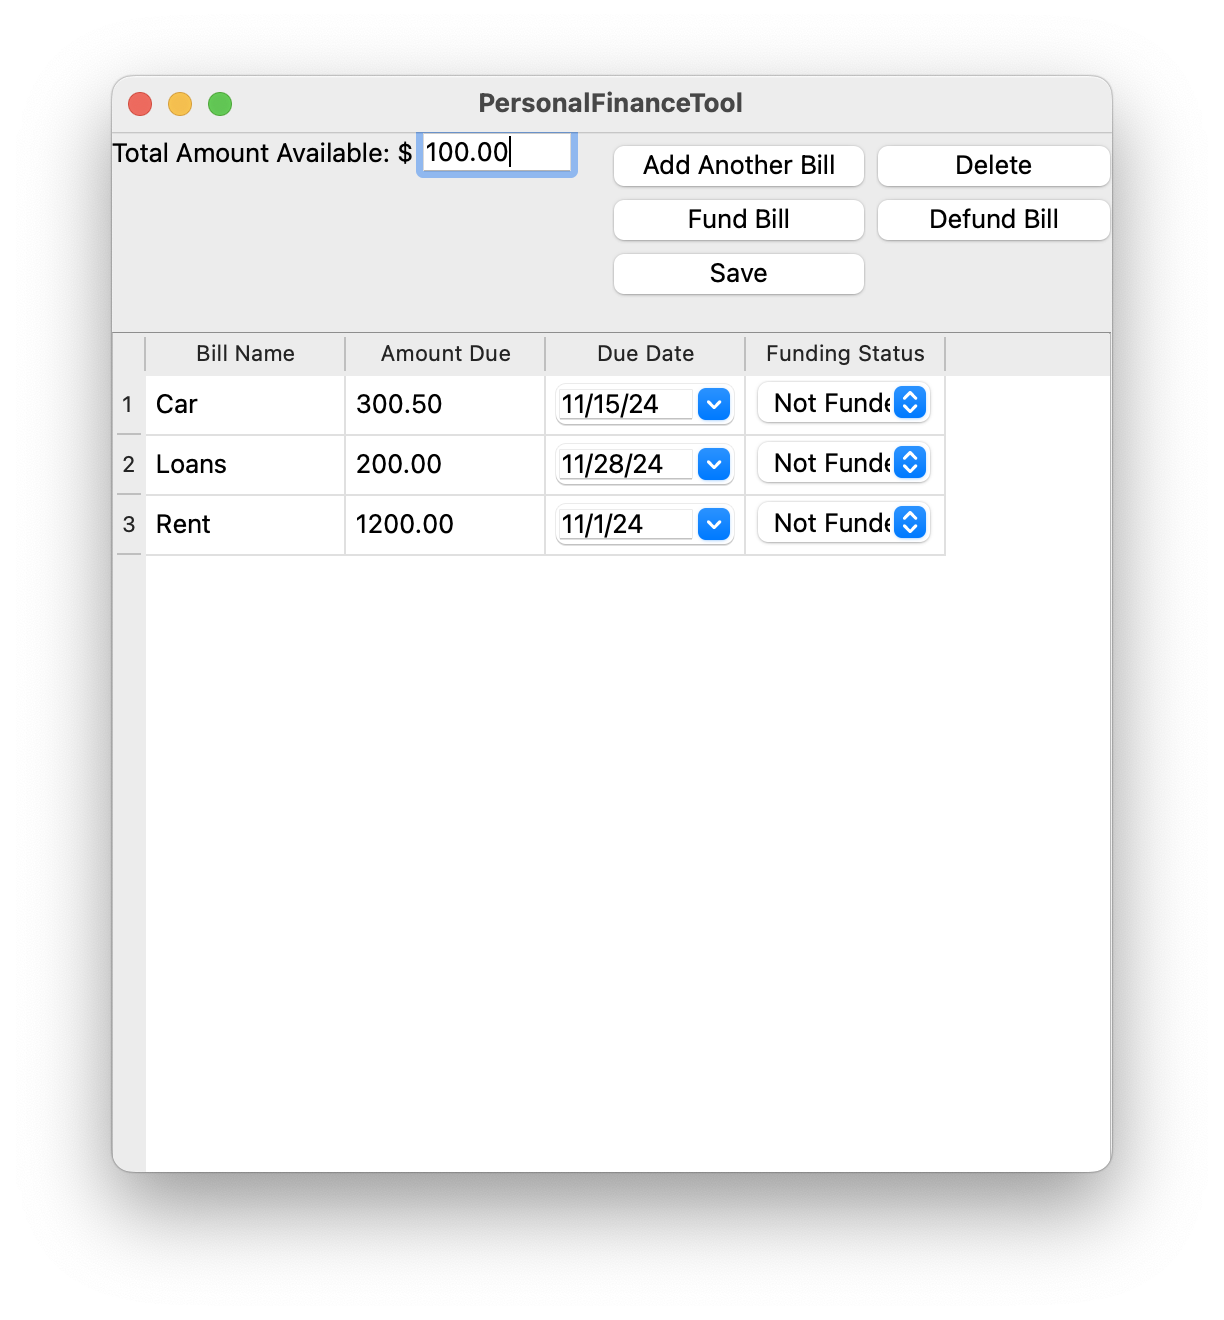 PersonalFinanceTool
Total Amount Available: $ 100.00
Add Another Bill Delete
Fund Bill Defund Bill
Save
Bill Name Amount Due Due Date Funding Status
1 Car 300.50 11/15/24 Not Funde
2 Loans 200.00 11/28/24 Not Funde
3 Rent 1200.00 11/1/24 Not Funde